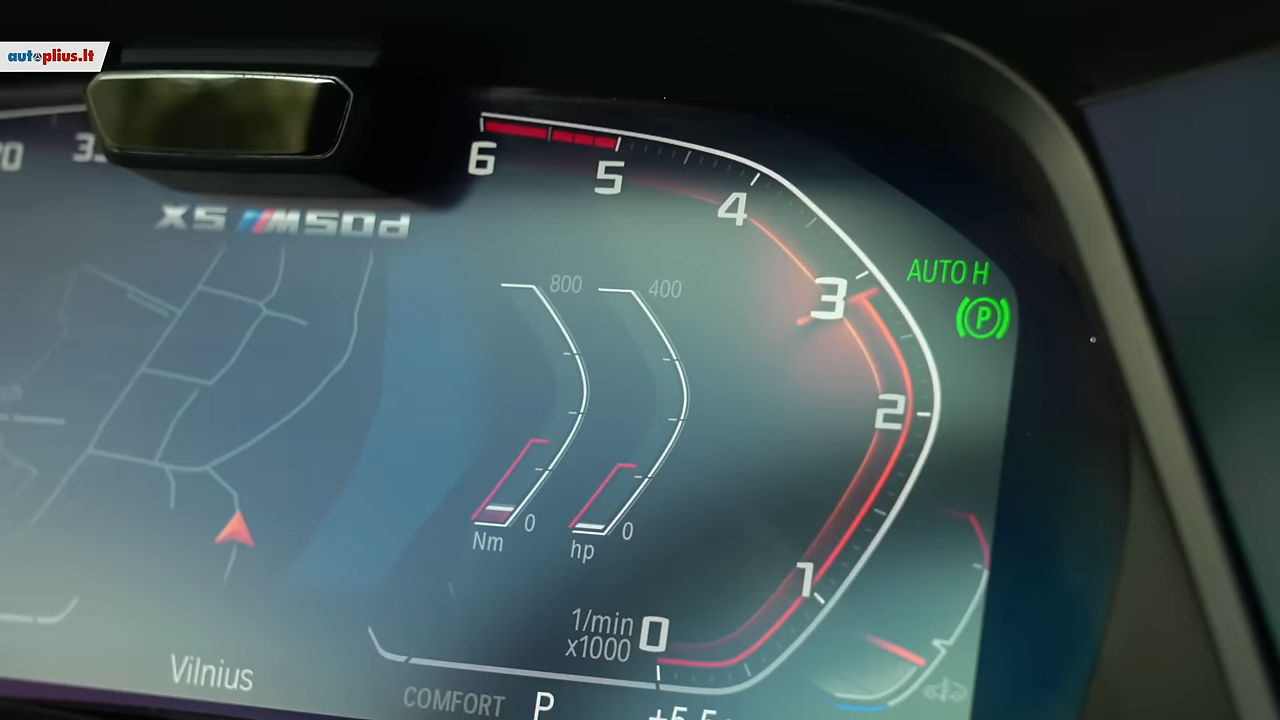 autoplius.lt
6
5
4
3
2
1
0
1/min
x1000
X5 M50d
800
400
0
0
Nm
hp
AUTO H
P
Vilnius
COMFORT
P